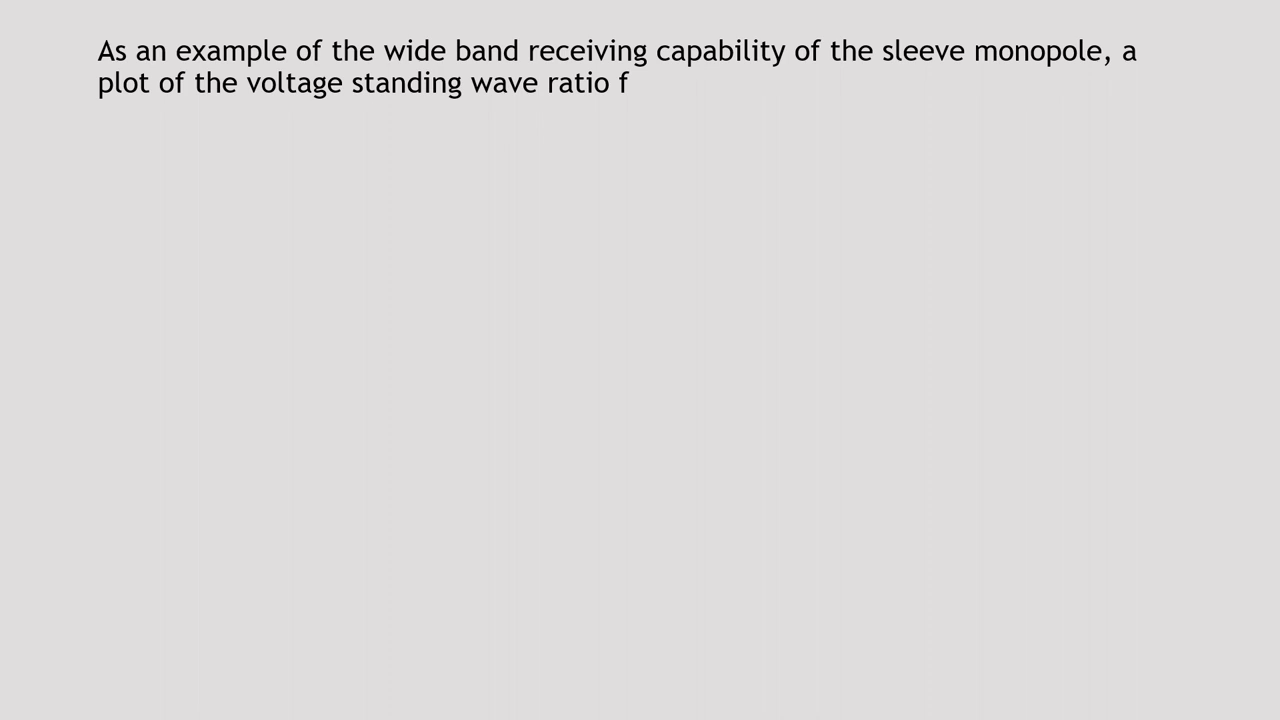 As an example of the wide band receiving capability of the sleeve monopole, a
plot of the voltage standing wave ratio f